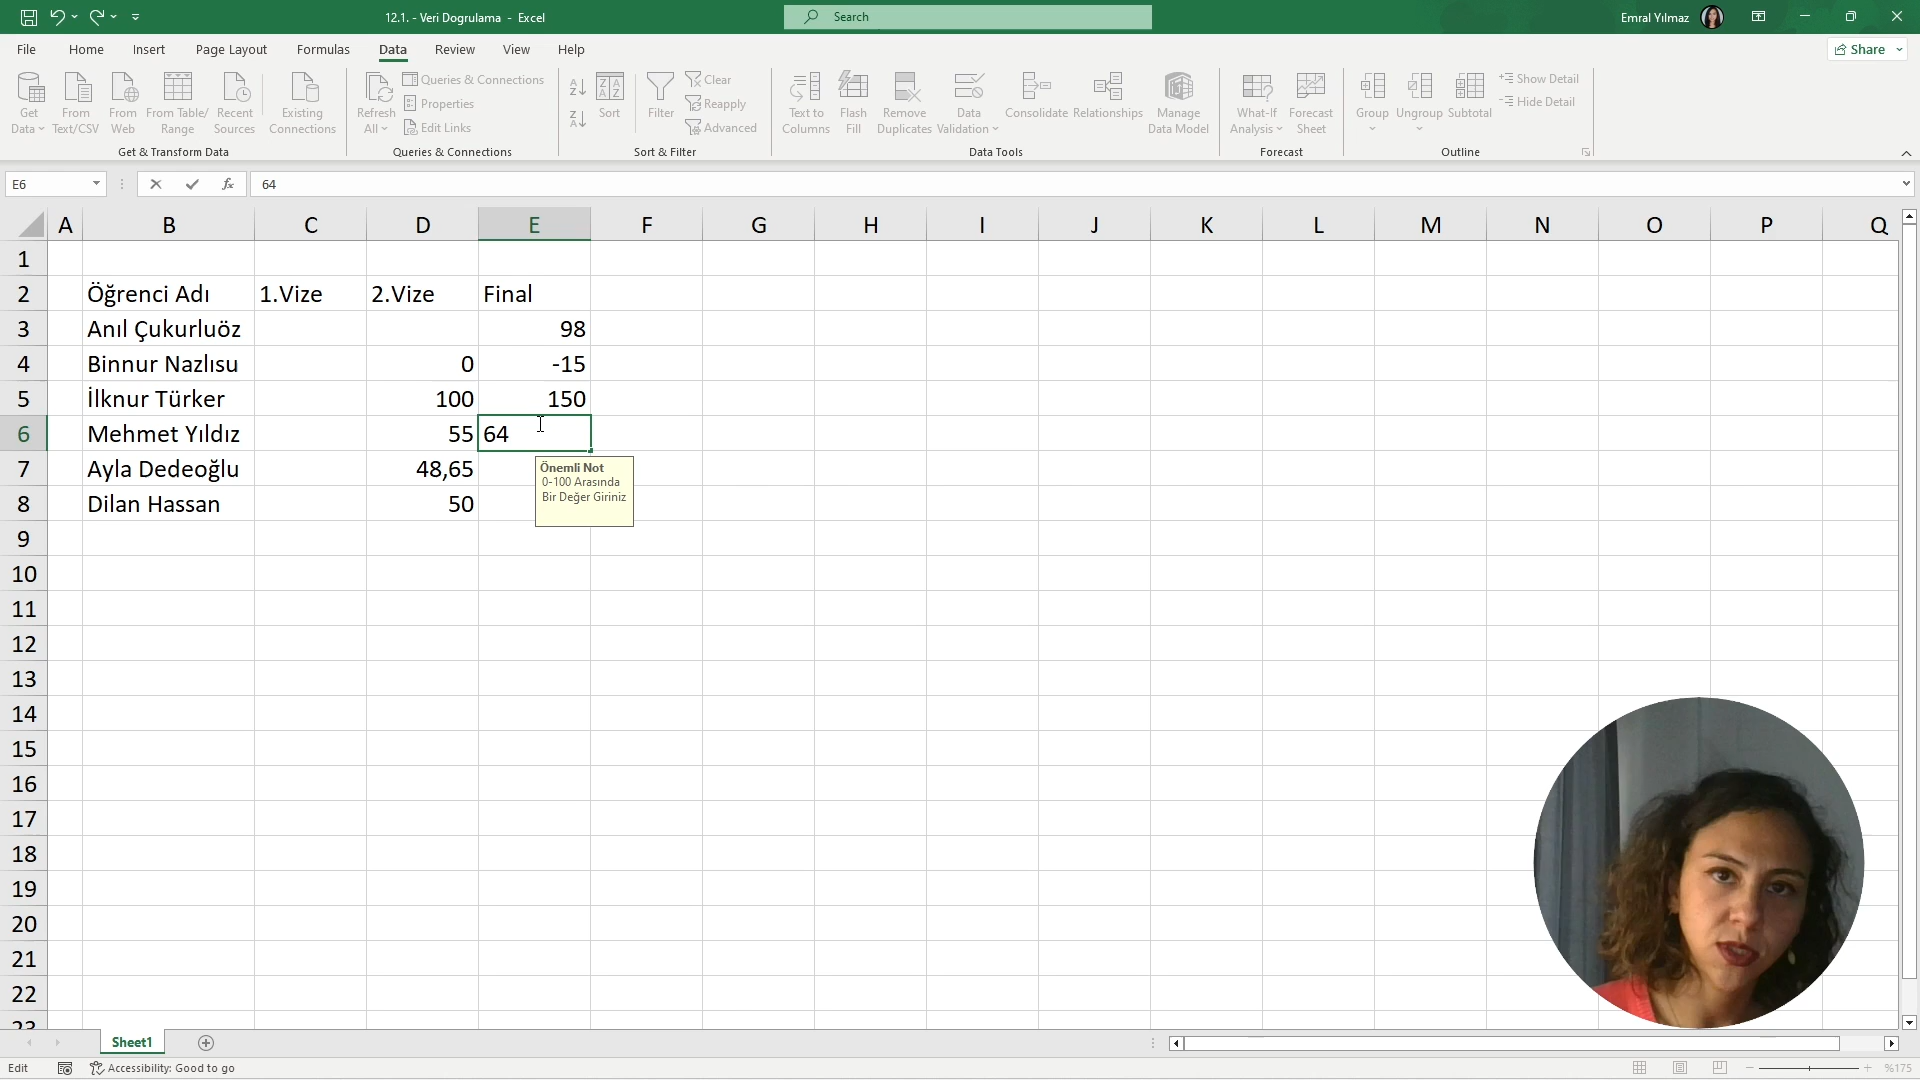 12.1. - Veri Dogrulama - Excel
Search
Emral Yılmaz
File
Home
Insert
Page Layout
Formulas
Data
Review
View
Help
Share
Get Data
From Text/CSV
From Web
From Table/ Range
Recent Sources
Existing Connections
Get & Transform Data
Refresh All
Queries & Connections
Properties
Edit Links
Queries & Connections
Sort
Filter
Clear
Reapply
Advanced
Sort & Filter
Text to Columns
Flash Fill
Remove Duplicates
Data Validation
Consolidate
Relationships
Manage Data Model
Data Tools
What-If Analysis
Forecast Sheet
Forecast
Group
Ungroup
Subtotal
Show Detail
Hide Detail
Outline
E6
fx
64
A B C D E F G H I J K L M N O P Q
1
2 Öğrenci Adı 1.Vize 2.Vize Final
3 Anıl Çukurluöz 98
4 Binnur Nazlısu 0 -15
5 İlknur Türker 100 150
6 Mehmet Yıldız 55 64
7 Ayla Dedeoğlu 48,65
8 Dilan Hassan 50
Önemli Not
0-100 Arasında
Bir Değer Giriniz
9
10
11
12
13
14
15
16
17
18
19
20
21
22
23
Sheet1
Edit
Accessibility: Good to go
%175